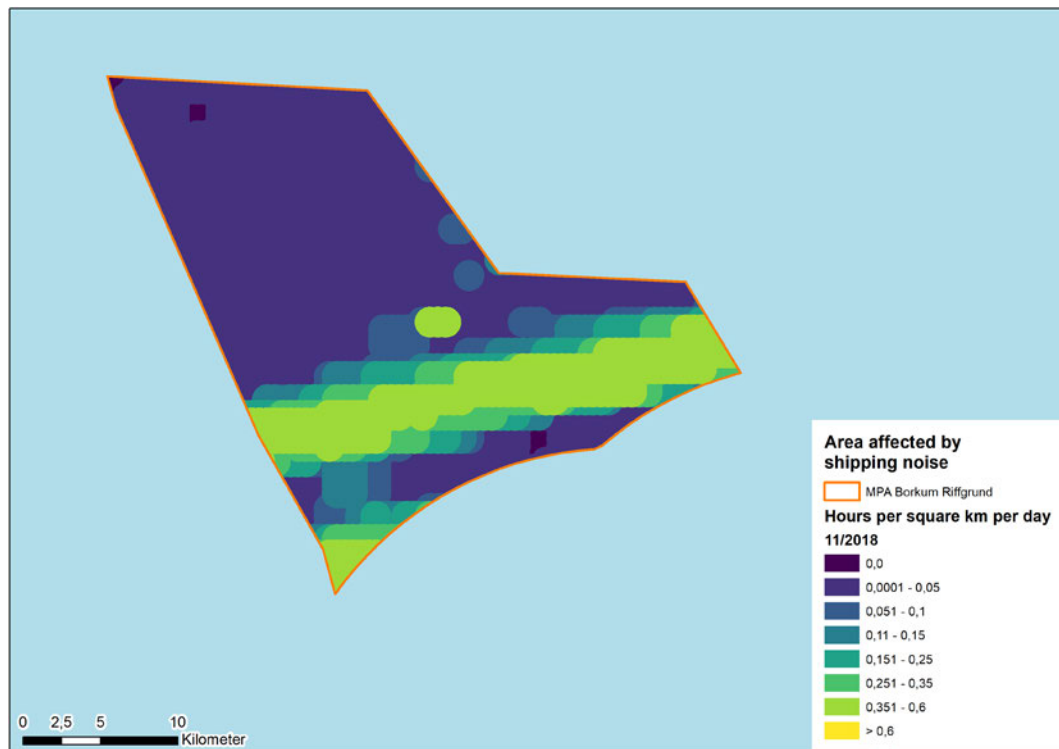 Area affected by
shipping noise
MPA Borkum Riffgrund
Hours per square km per day
11/2018
0,0
0,0001 - 0,05
0,051 - 0,1
0,11 - 0,15
0,151 - 0,25
0,251 - 0,35
0,351 - 0,6
> 0,6
0 2,5 5 10
Kilometer